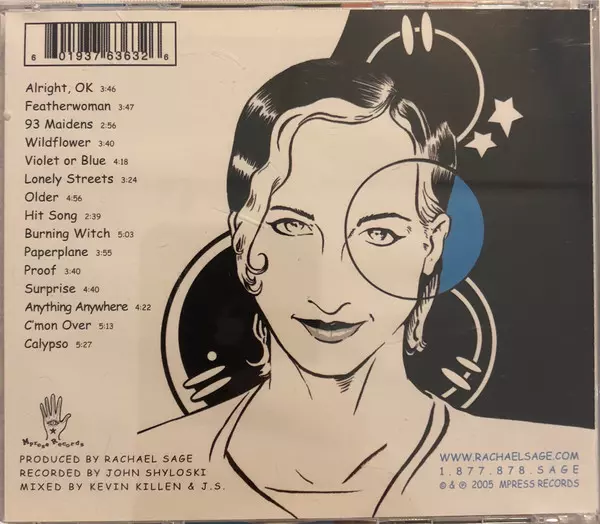 6 01937 63632 6
Alright, OK 3:46
Featherwoman 3:47
93 Maidens 2:56
Wildflower 3:40
Violet or Blue 4:18
Lonely Streets 3:24
Older 4:56
Hit Song 2:39
Burning Witch 5:03
Paperplane 3:55
Proof 3:40
Surprise 4:40
Anything Anywhere 4:22
C'mon Over 5:13
Calypso 5:27
Mpress Records
PRODUCED BY RACHAEL SAGE
RECORDED BY JOHN SHYLOSKI
MIXED BY KEVIN KILLEN & J.S.
WWW.RACHAELSAGE.COM
1.877.878.SAGE
© & ℗ 2005 MPRESS RECORDS